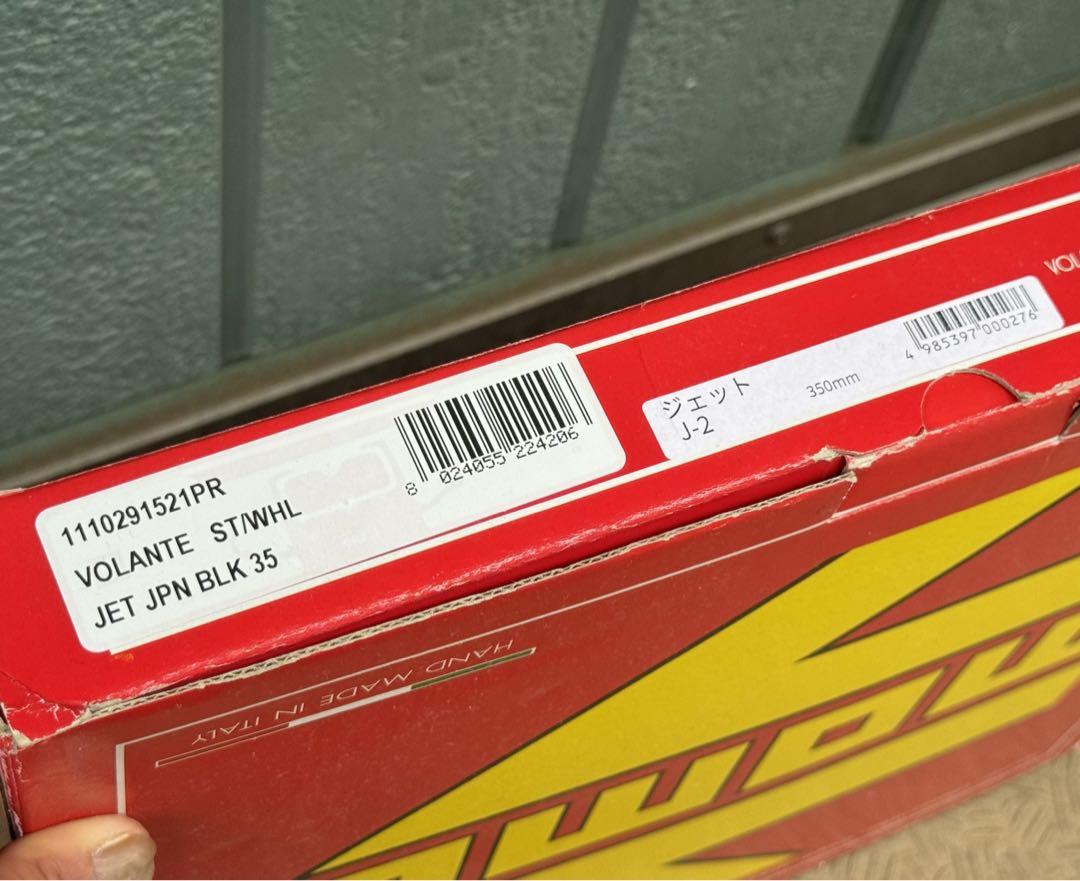 1110291521PR
VOLANTE ST/WHL
JET JPN BLK 35
8 024055 224206
ジェット
J-2
350mm
4 985397 000276
HAND MADE IN ITALY